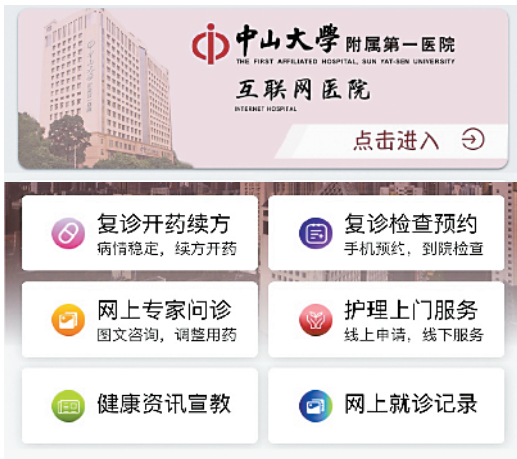 中山大學 附属第一医院
THE FIRST AFFILIATED HOSPITAL, SUN YAT-SEN UNIVERSITY
互联网医院
INTERNET HOSPITAL
点击进入
复诊开药续方
病情稳定，续方开药
复诊检查预约
手机预约，到院检查
网上专家问诊
图文咨询，调整用药
护理上门服务
线上申请，线下服务
健康资讯宣教
网上就诊记录